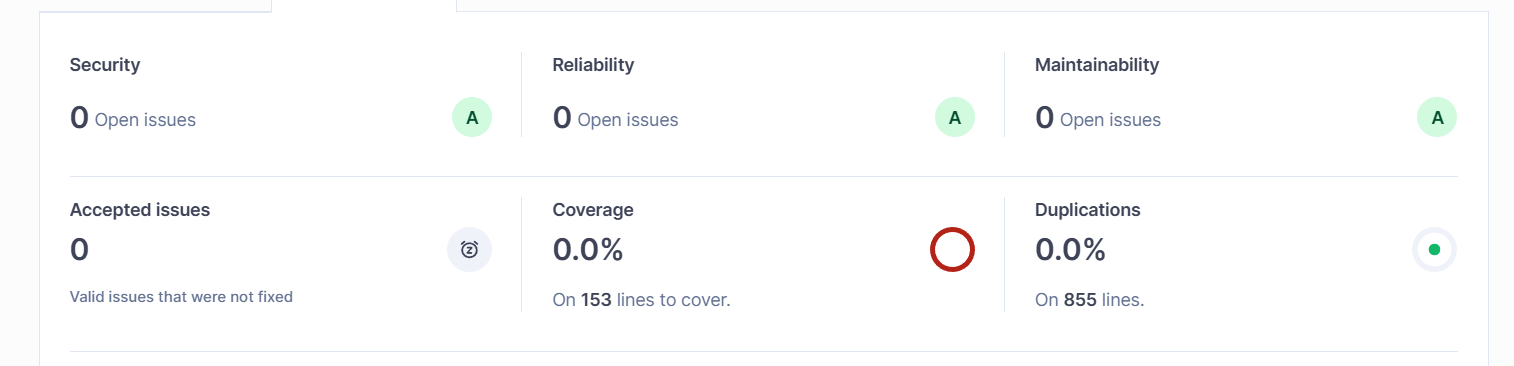 Security
0 Open issues
A
Reliability
0 Open issues
A
Maintainability
0 Open issues
A
Accepted issues
0
Valid issues that were not fixed
Coverage
0.0%
On 153 lines to cover.
Duplications
0.0%
On 855 lines.